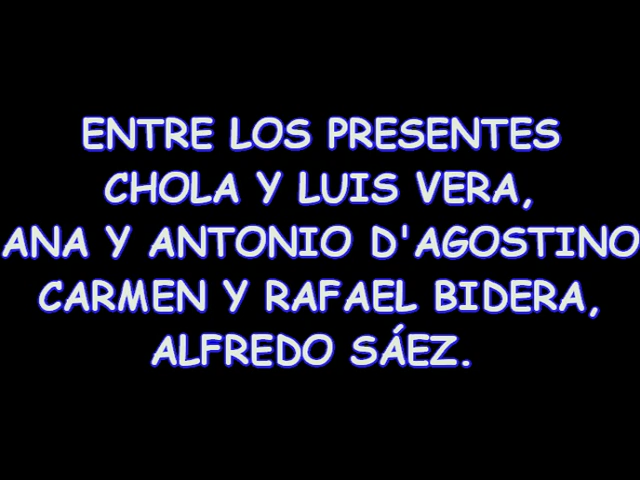 ENTRE LOS PRESENTES
CHOLA Y LUIS VERA,
ANA Y ANTONIO D'AGOSTINO
CARMEN Y RAFAEL BIDERA,
ALFREDO SÁEZ.